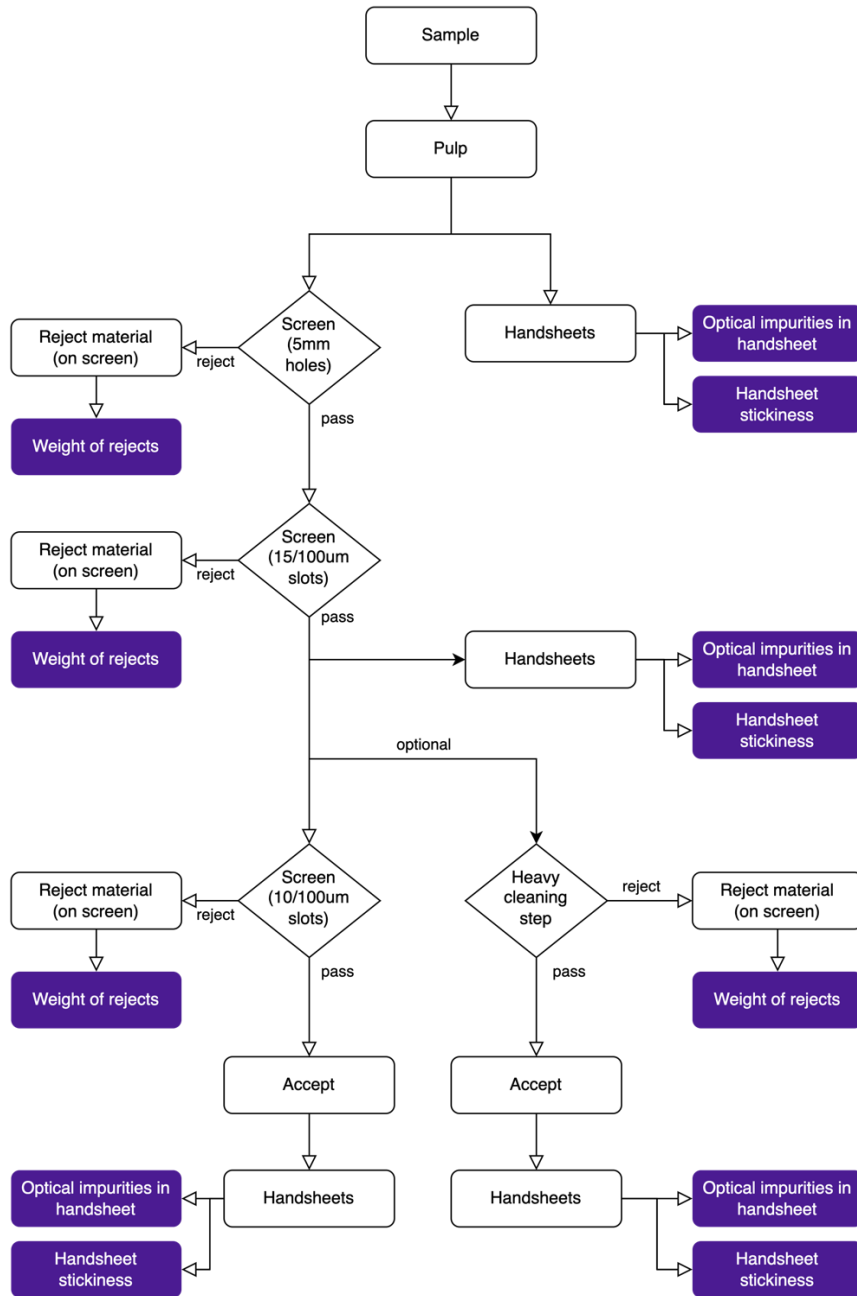 Sample
Pulp
Screen
(5mm
holes)
Reject material
(on screen)
reject
Handsheets
Optical impurities in
handsheet
Handsheet
stickiness
Weight of rejects
pass
Screen
(15/100um
slots)
Reject material
(on screen)
reject
pass
Weight of rejects
Handsheets
Optical impurities in
handsheet
Handsheet
stickiness
optional
Screen
(10/100um
slots)
Reject material
(on screen)
reject
Heavy
cleaning
step
reject
Reject material
(on screen)
Weight of rejects
pass
pass
Weight of rejects
Accept
Accept
Optical impurities in
handsheet
Handsheets
Handsheets
Optical impurities in
handsheet
Handsheet
stickiness
Handsheet
stickiness